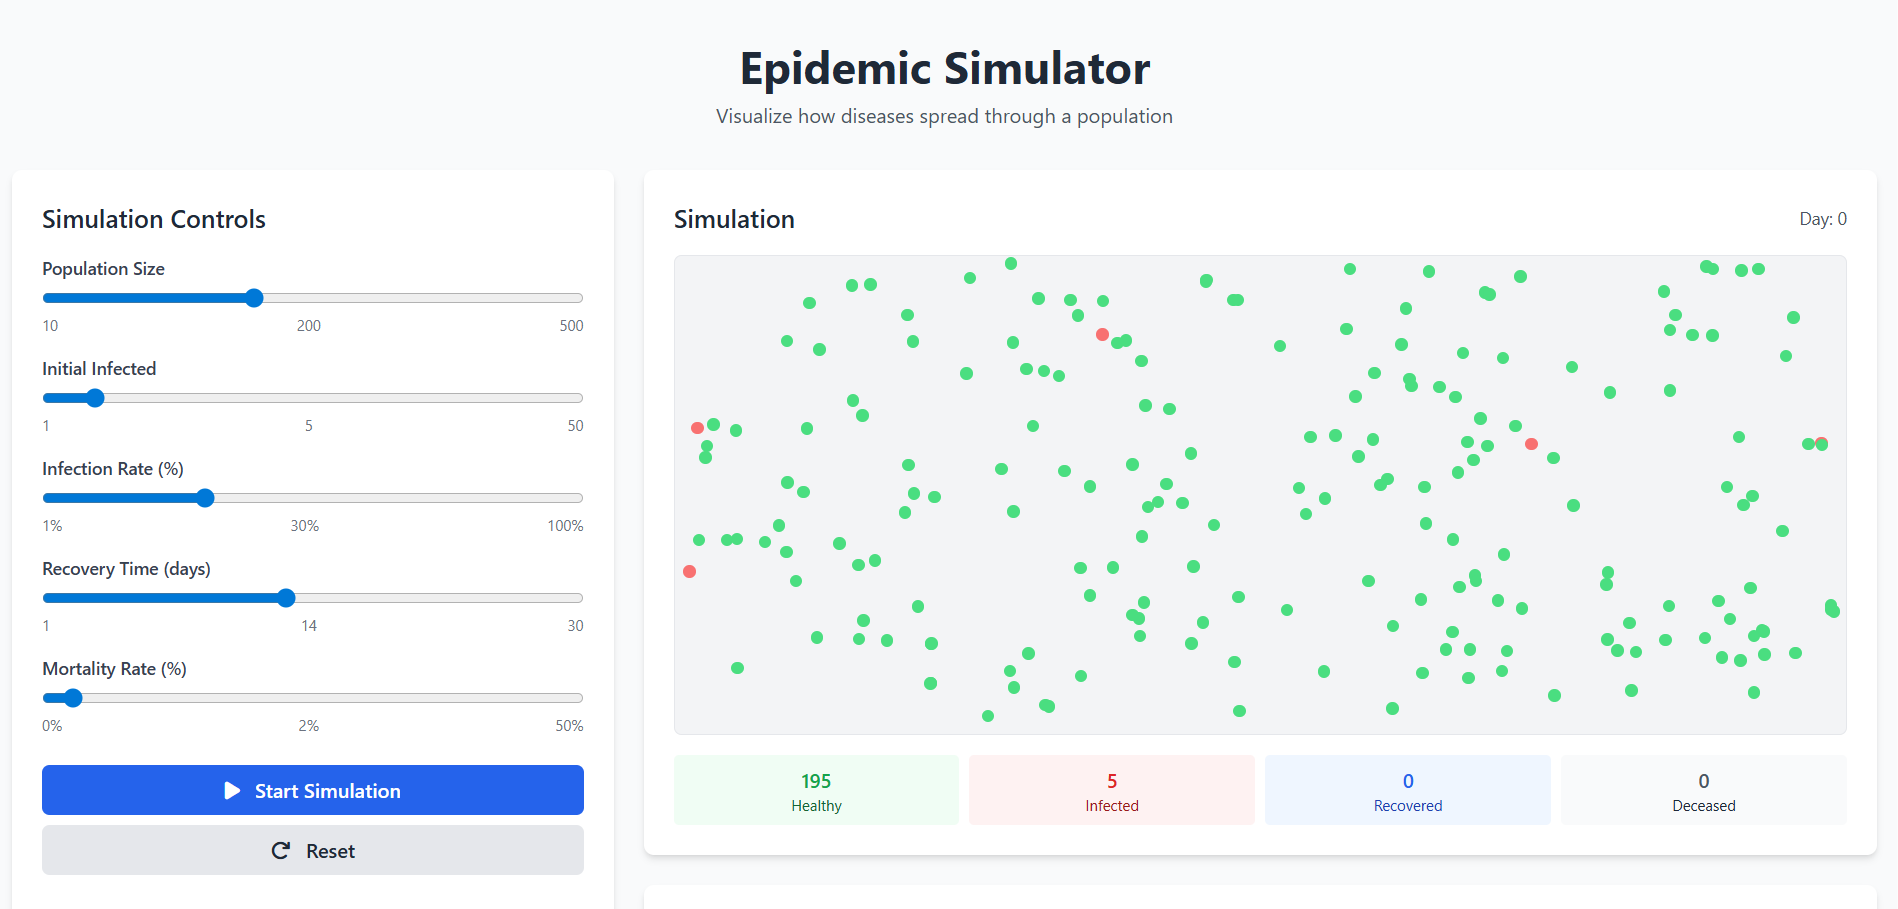 Epidemic Simulator
Visualize how diseases spread through a population
Simulation Controls
Population Size
10 200 500
Initial Infected
1 5 50
Infection Rate (%)
1% 30% 100%
Recovery Time (days)
1 14 30
Mortality Rate (%)
0% 2% 50%
Start Simulation
Reset
Simulation
Day: 0
195
Healthy
5
Infected
0
Recovered
0
Deceased